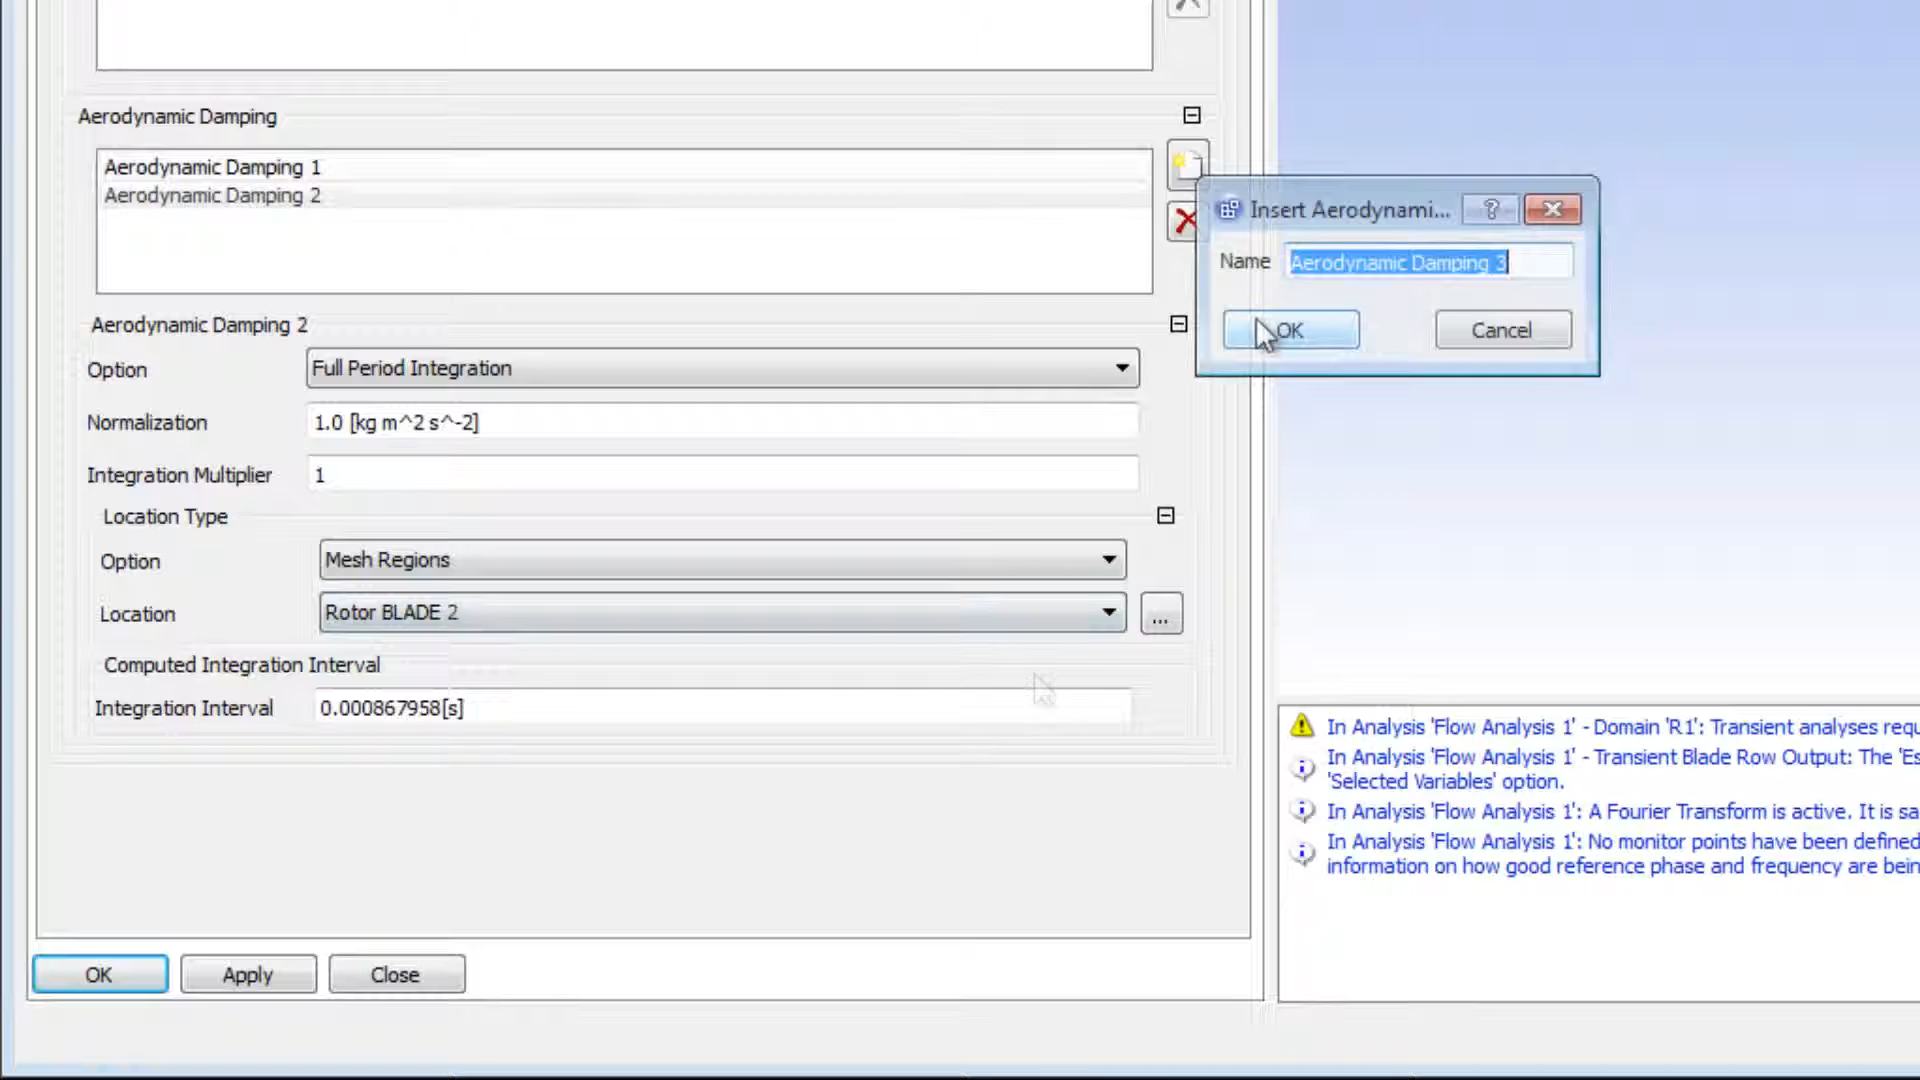 Aerodynamic Damping
Aerodynamic Damping 1
Aerodynamic Damping 2
Insert Aerodynami...
Name Aerodynamic Damping 3
OK Cancel
Aerodynamic Damping 2
Option Full Period Integration
Normalization 1.0 [kg m^2 s^-2]
Integration Multiplier 1
Location Type
Option Mesh Regions
Location Rotor BLADE 2 ...
Computed Integration Interval
Integration Interval 0.000867958[s]
In Analysis 'Flow Analysis 1' - Domain 'R1': Transient analyses requ
In Analysis 'Flow Analysis 1' - Transient Blade Row Output: The 'Es
'Selected Variables' option.
In Analysis 'Flow Analysis 1': A Fourier Transform is active. It is sa
In Analysis 'Flow Analysis 1': No monitor points have been defined
information on how good reference phase and frequency are bein
OK Apply Close